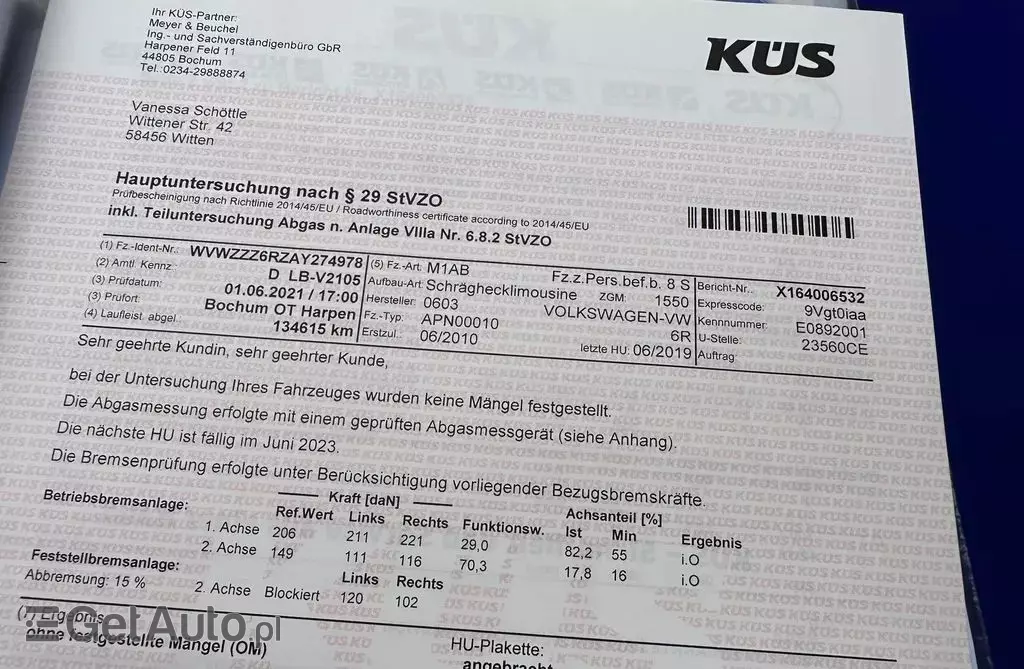 Ihr KÜS-Partner:
Meyer & Beuchel
Ing.- und Sachverständigenbüro GbR
Harpener Feld 11
44805 Bochum
Tel.:0234-29888874
KÜS
Vanessa Schöttle
Wittener Str. 42
58456 Witten
Hauptuntersuchung nach § 29 StVZO
Prüfbescheinigung nach Richtlinie 2014/45/EU / Roadworthiness certificate according to 2014/45/EU
inkl. Teiluntersuchung Abgas n. Anlage VIIIa Nr. 6.8.2 StVZO
(1) Fz.-Ident-Nr.: WVWZZZ6RZAY274978 (5) Fz.-Art: M1AB Fz.z.Pers.bef.b. 8 S Bericht-Nr.: X164006532
(2) Amtl. Kennz.: D LB-V2105 Aufbau-Art: Schräghecklimousine ZGM: 1550 Expresscode: 9Vgt0iaa
(3) Prüfdatum: 01.06.2021 / 17:00 Hersteller: 0603 VOLKSWAGEN-VW Kennnummer: E0892001
(3) Prüfort: Bochum OT Harpen Fz.-Typ: APN00010 6R U-Stelle: 23560CE
(4) Laufleist. abgel.: 134615 km Erstzul.: 06/2010 letzte HU: 06/2019 Auftrag:
Sehr geehrte Kundin, sehr geehrter Kunde,
bei der Untersuchung Ihres Fahrzeuges wurden keine Mängel festgestellt.
Die Abgasmessung erfolgte mit einem geprüften Abgasmessgerät (siehe Anhang).
Die nächste HU ist fällig im Juni 2023.
Die Bremsenprüfung erfolgte unter Berücksichtigung vorliegender Bezugsbremskräfte.
Betriebsbremsanlage: Kraft [daN] Achsanteil [%]
Ref.Wert Links Rechts Funktionsw. Ist Min Ergebnis
1. Achse 206 211 221 29,0 82,2 55 i.O
2. Achse 149 111 116 70,3 17,8 16 i.O
Feststellbremsanlage: Links Rechts
Abbremsung: 15 % 2. Achse Blockiert 120 102
(7) Ergebnis
ohne festgestellte Mängel (OM)
HU-Plakette:
angebracht
GetAuto.pl